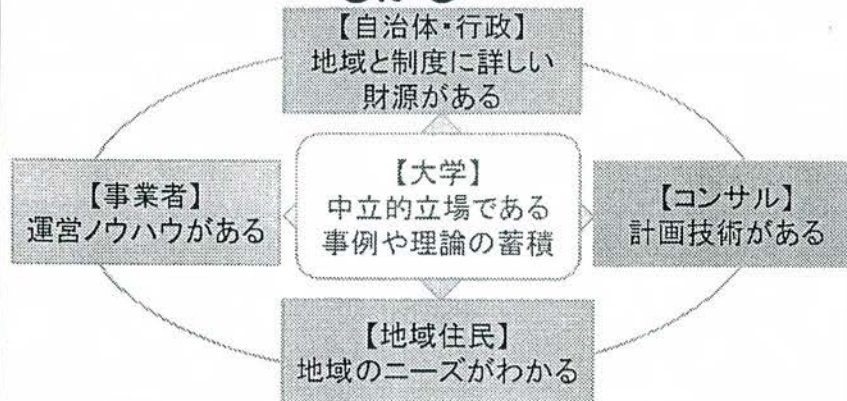 【自治体・行政】
地域と制度に詳しい
財源がある
【事業者】
運営ノウハウがある
【大学】
中立的立場である
事例や理論の蓄積
【コンサル】
計画技術がある
【地域住民】
地域のニーズがわかる